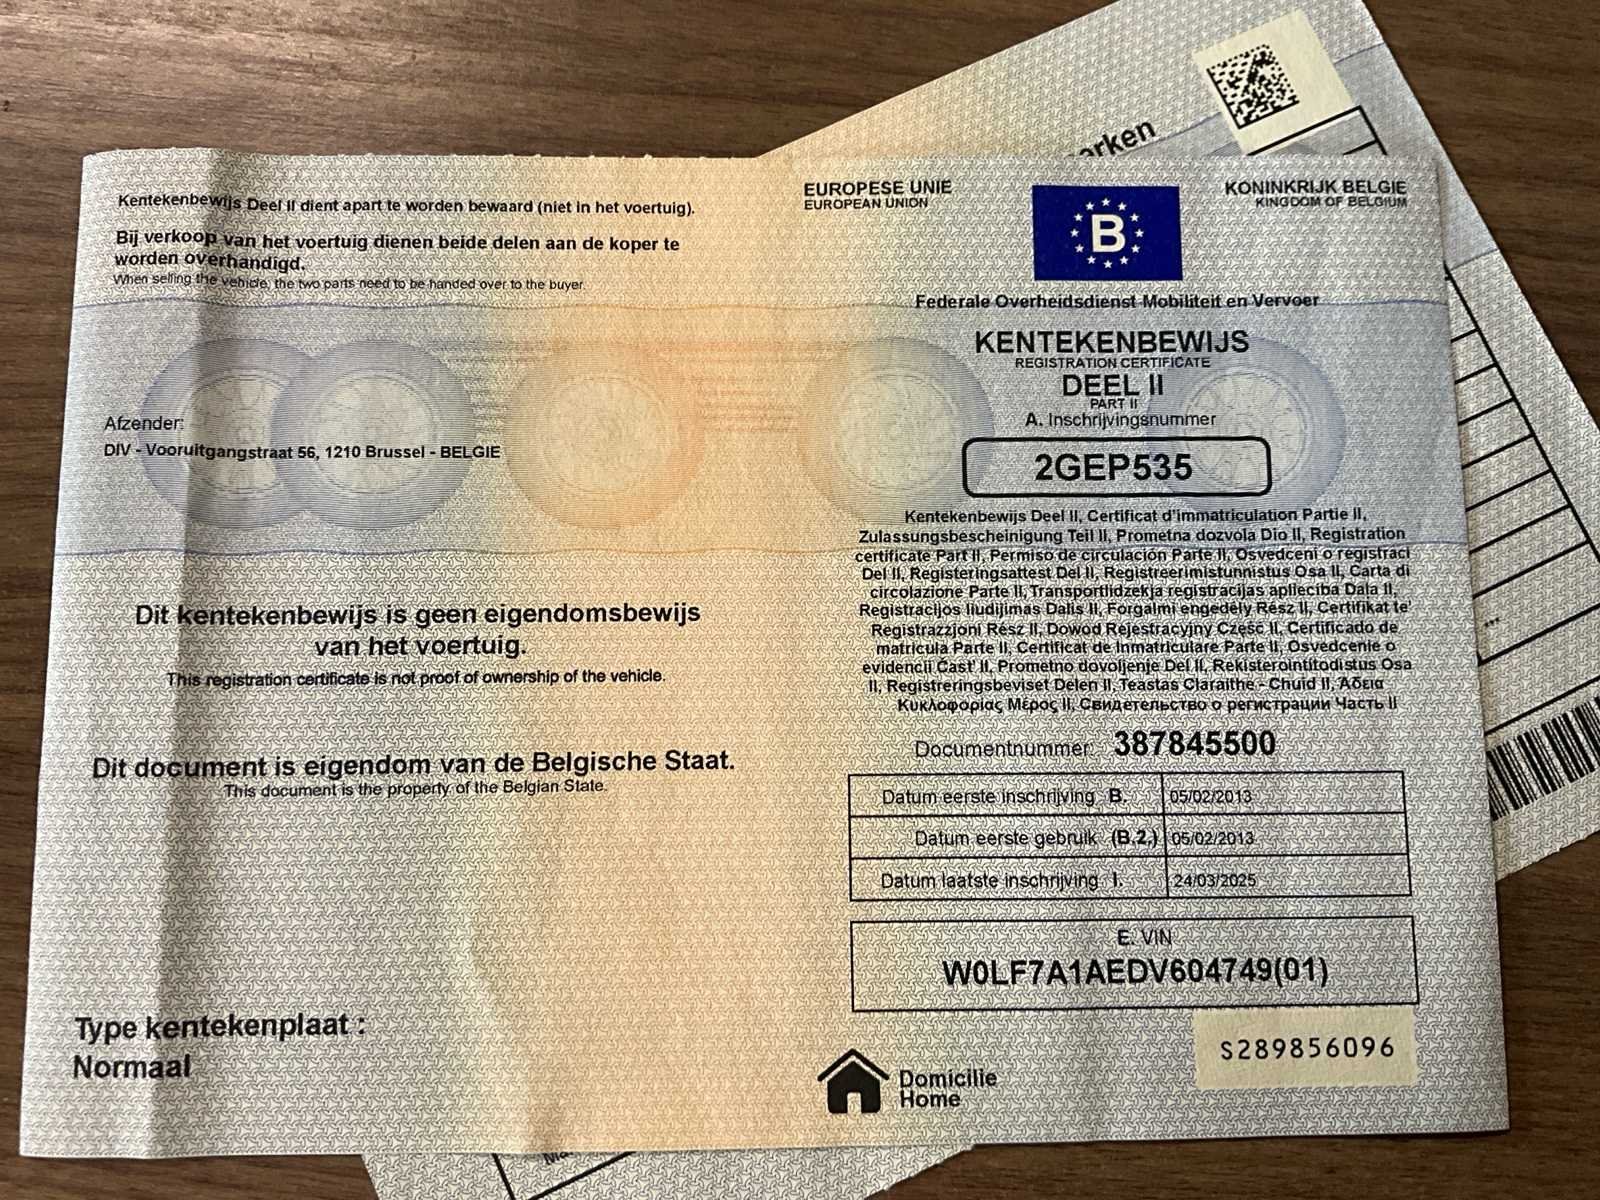 Kentekenbewijs Deel II dient apart te worden bewaard (niet in het voertuig).
Bij verkoop van het voertuig dienen beide delen aan de koper te
worden overhandigd.
When selling the vehicle, the two parts need to be handed over to the buyer.
Afzender:
DIV - Vooruitgangstraat 56, 1210 Brussel - BELGIE
Dit kentekenbewijs is geen eigendomsbewijs
van het voertuig.
This registration certificate is not proof of ownership of the vehicle.
Dit document is eigendom van de Belgische Staat.
This document is the property of the Belgian State.
Type kentekenplaat :
Normaal
EUROPESE UNIE
EUROPEAN UNION
B
KONINKRIJK BELGIE
KINGDOM OF BELGIUM
Federale Overheidsdienst Mobiliteit en Vervoer
KENTEKENBEWIJS
REGISTRATION CERTIFICATE
DEEL II
PART II
A. Inschrijvingsnummer
2GEP535
Kentekenbewijs Deel II, Certificat d'immatriculation Partie II,
Zulassungsbescheinigung Teil II, Prometna dozvola Dio II, Registration
certificate Part II, Permiso de circulación Parte II, Osvedceni o registraci
Del II, Registeringsattest Del II, Registreerimistunnistus Osa II, Carta di
circolazione Parte II, Transportlidzekja registracijas aplieciba Dala II,
Registracijos liudijimas Dalis II, Forgalmi engedély Rész II, Certifikat te'
Registrazzjoni Rész II, Dowod Rejestracyjny Część II, Certificado de
matricula Parte II, Certificat de Inmatriculare Parte II, Osvedcenie o
evidencii Čast' II, Prometno dovoljenje Del II, Rekisterointitodistus Osa
II, Registreringsbeviset Delen II, Teastas Claraithe - Chuid II, Άδεια
Κυκλοφορίας Μέρος II, Свидетельство о регистрации Часть II
Documentnummer: 387845500
Datum eerste inschrijving B. 05/02/2013
Datum eerste gebruik (B.2.) 05/02/2013
Datum laatste inschrijving I. 24/03/2025
E. VIN
W0LF7A1AEDV604749(01)
S289856096
Domicilie
Home
arken
***